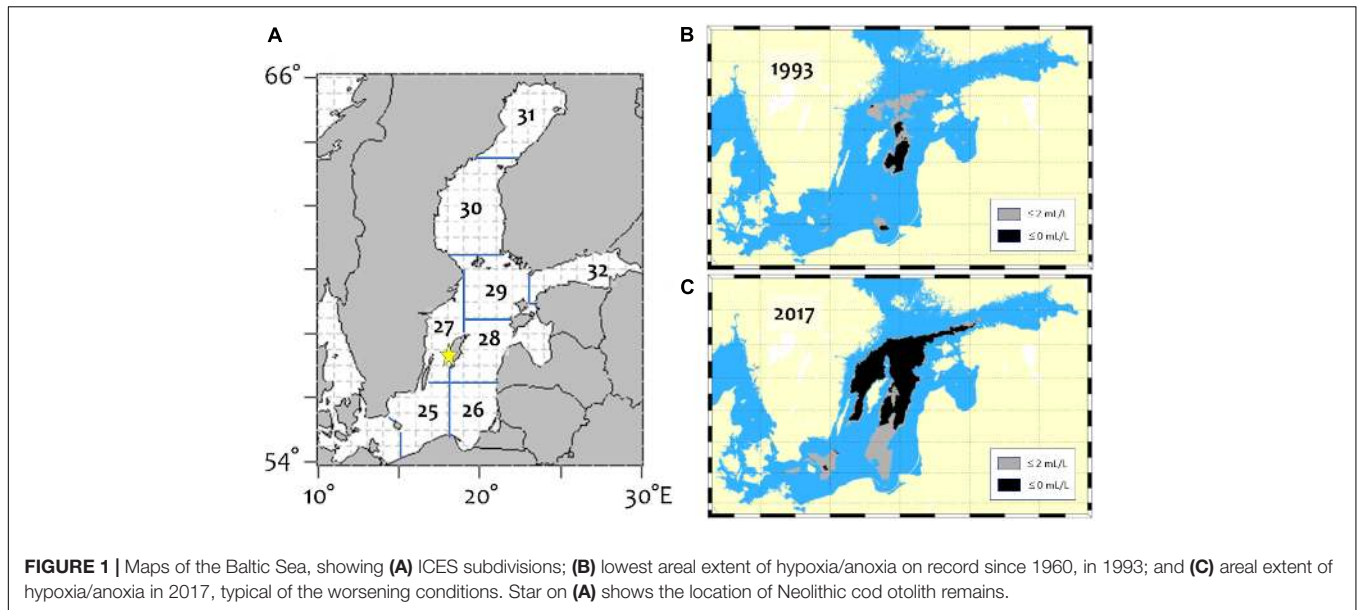 A
66°
54°
10°
20°
30°E
31
30
32
29
27
28
25
26
B
1993
≤ 2 mL/L
≤ 0 mL/L
C
2017
≤ 2 mL/L
≤ 0 mL/L
FIGURE 1 | Maps of the Baltic Sea, showing (A) ICES subdivisions; (B) lowest areal extent of hypoxia/anoxia on record since 1960, in 1993; and (C) areal extent of
hypoxia/anoxia in 2017, typical of the worsening conditions. Star on (A) shows the location of Neolithic cod otolith remains.